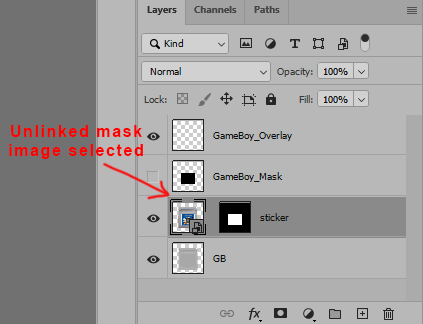 Layers Channels Paths
Kind
Normal Opacity: 100%
Lock: Fill: 100%
Unlinked mask
image selected
GameBoy_Overlay
GameBoy_Mask
sticker
GB
fx